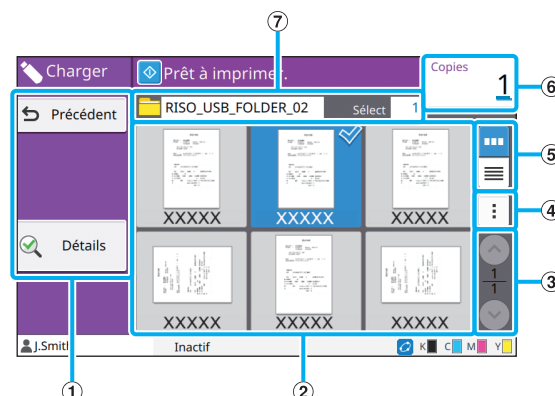 ⑦
Charger
Prêt à imprimer.
Copies
1
⑥
Précédent
RISO_USB_FOLDER_02
Sélect
1
⑤
XXXXX XXXXX XXXXX
④
Détails
1
1
③
XXXXX XXXXX XXXXX
J.Smith
Inactif
K C M Y
① ②